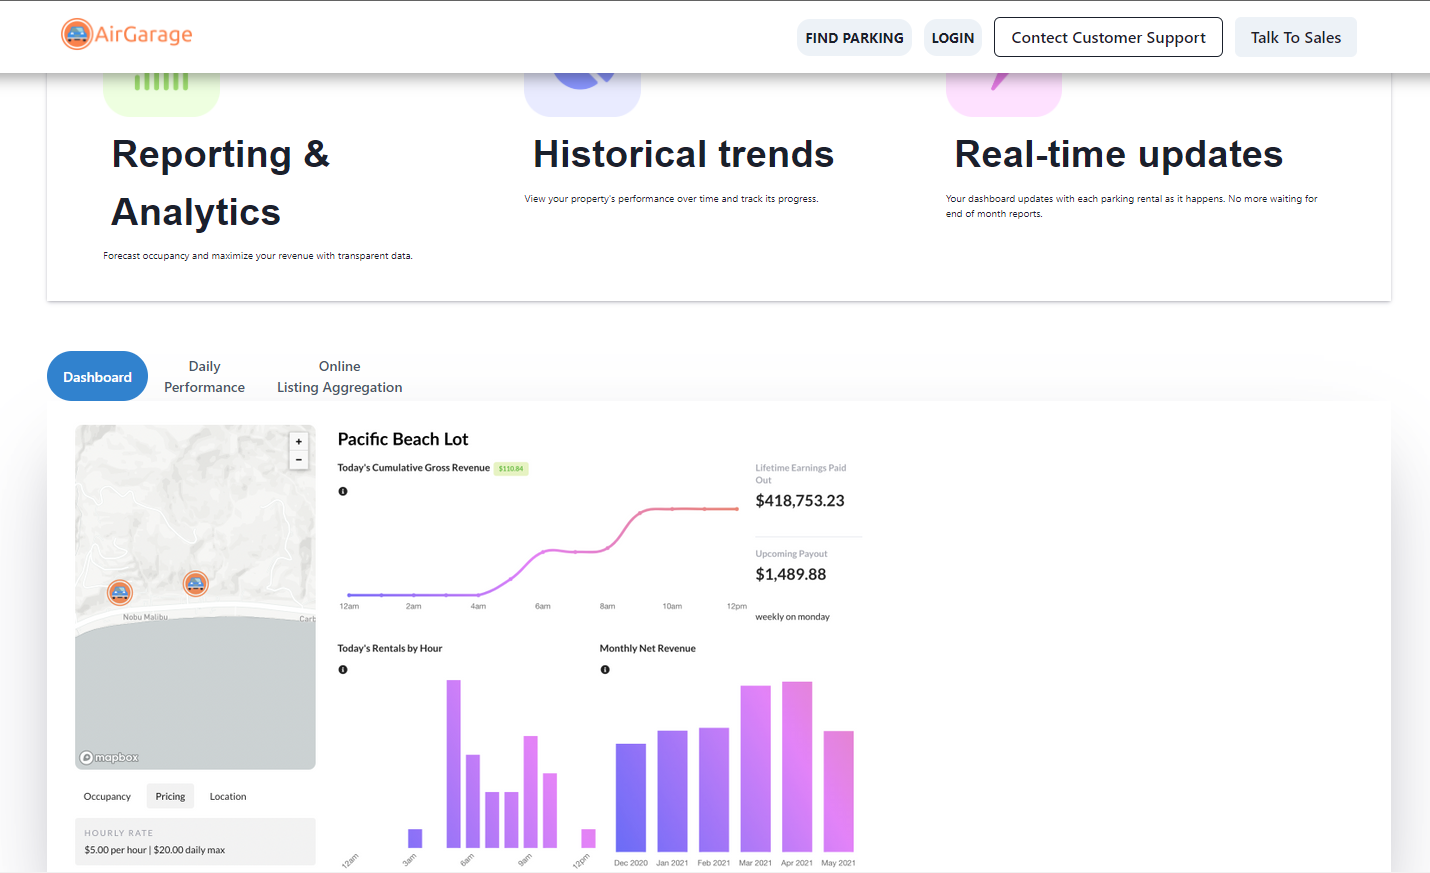 AirGarage
FIND PARKING
LOGIN
Contect Customer Support
Talk To Sales
Reporting &
Analytics
Forecast occupancy and maximize your revenue with transparent data.
Historical trends
View your property's performance over time and track its progress.
Real-time updates
Your dashboard updates with each parking rental as it happens. No more waiting for
end of month reports.
Dashboard
Daily
Performance
Online
Listing Aggregation
+
−
Nobu Malibu
Carb
mapbox
Occupancy
Pricing
Location
HOURLY RATE
$5.00 per hour | $20.00 daily max
Pacific Beach Lot
Today's Cumulative Gross Revenue $110.84
12am 2am 4am 6am 8am 10am 12pm
Lifetime Earnings Paid
Out
$418,753.23
Upcoming Payout
$1,489.88
weekly on monday
Today's Rentals by Hour
12am 3am 6am 9am 12pm
Monthly Net Revenue
Dec 2020 Jan 2021 Feb 2021 Mar 2021 Apr 2021 May 2021